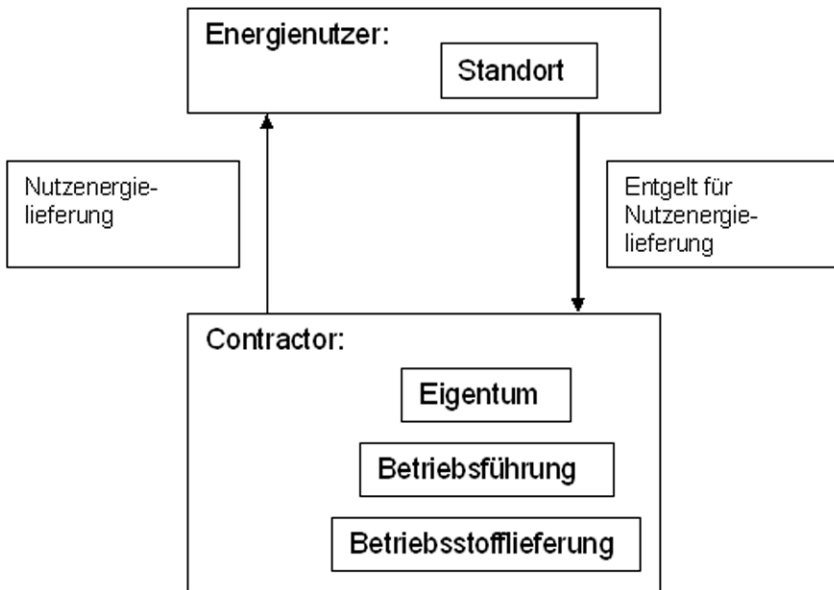 Energienutzer:
Standort
Nutzenergie-
lieferung
Entgelt für
Nutzenergie-
lieferung
Contractor:
Eigentum
Betriebsführung
Betriebsstofflieferung